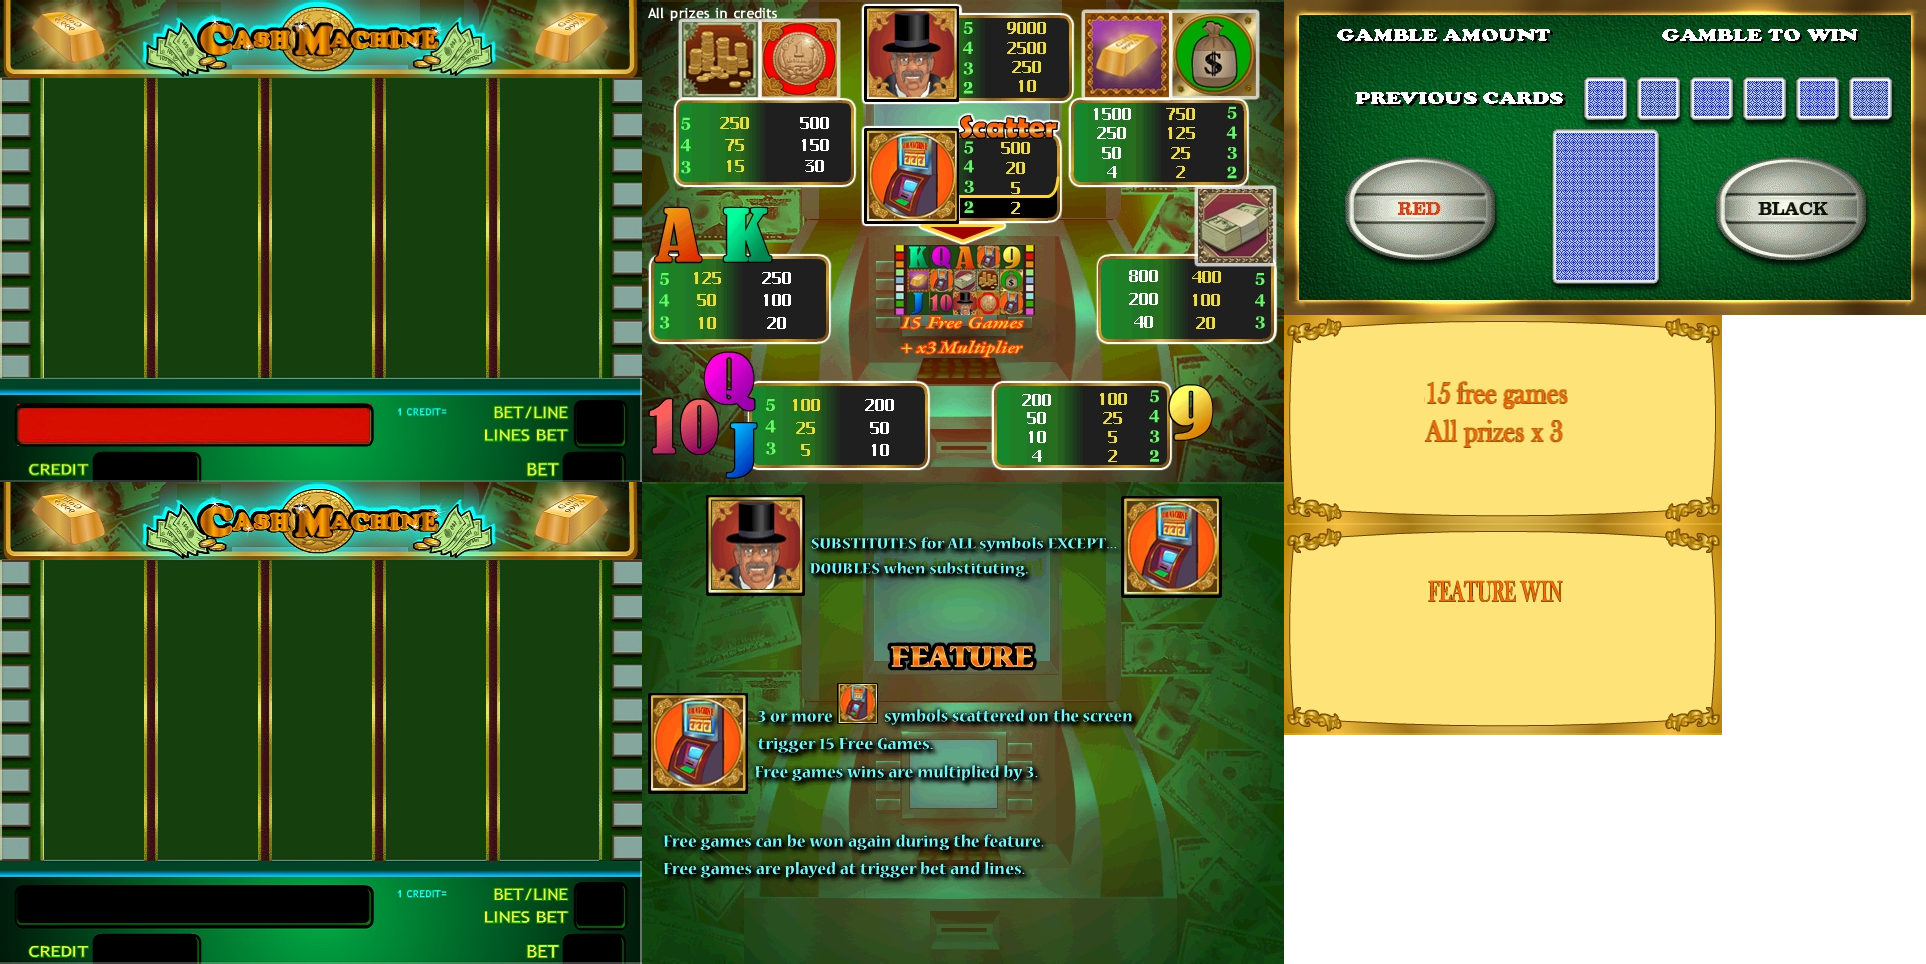 CASH MACHINE
1 CREDIT=
BET/LINE
LINES BET
CREDIT
BET
All prizes in credits
5 9000
4 2500
3 250
2 10
5 250 500
4 75 150
3 15 30
Scatter
5 500
4 20
3 5
2 2
1500 750 5
250 125 4
50 25 3
4 2 2
A K
5 125 250
4 50 100
3 10 20
K Q A 9
J 10
15 Free Games
+ x3 Multiplier
800 400 5
200 100 4
40 20 3
Q
10
J
5 100 200
4 25 50
3 5 10
200 100 5
50 25 4
10 5 3
4 2 2
9
GAMBLE AMOUNT
GAMBLE TO WIN
PREVIOUS CARDS
RED
BLACK
15 free games
All prizes x 3
FEATURE WIN
CASH MACHINE
1 CREDIT=
BET/LINE
LINES BET
CREDIT
BET
SUBSTITUTES for ALL symbols EXCEPT...
DOUBLES when substituting.
FEATURE
3 or more symbols scattered on the screen
trigger 15 Free Games.
Free games wins are multiplied by 3.
Free games can be won again during the feature.
Free games are played at trigger bet and lines.